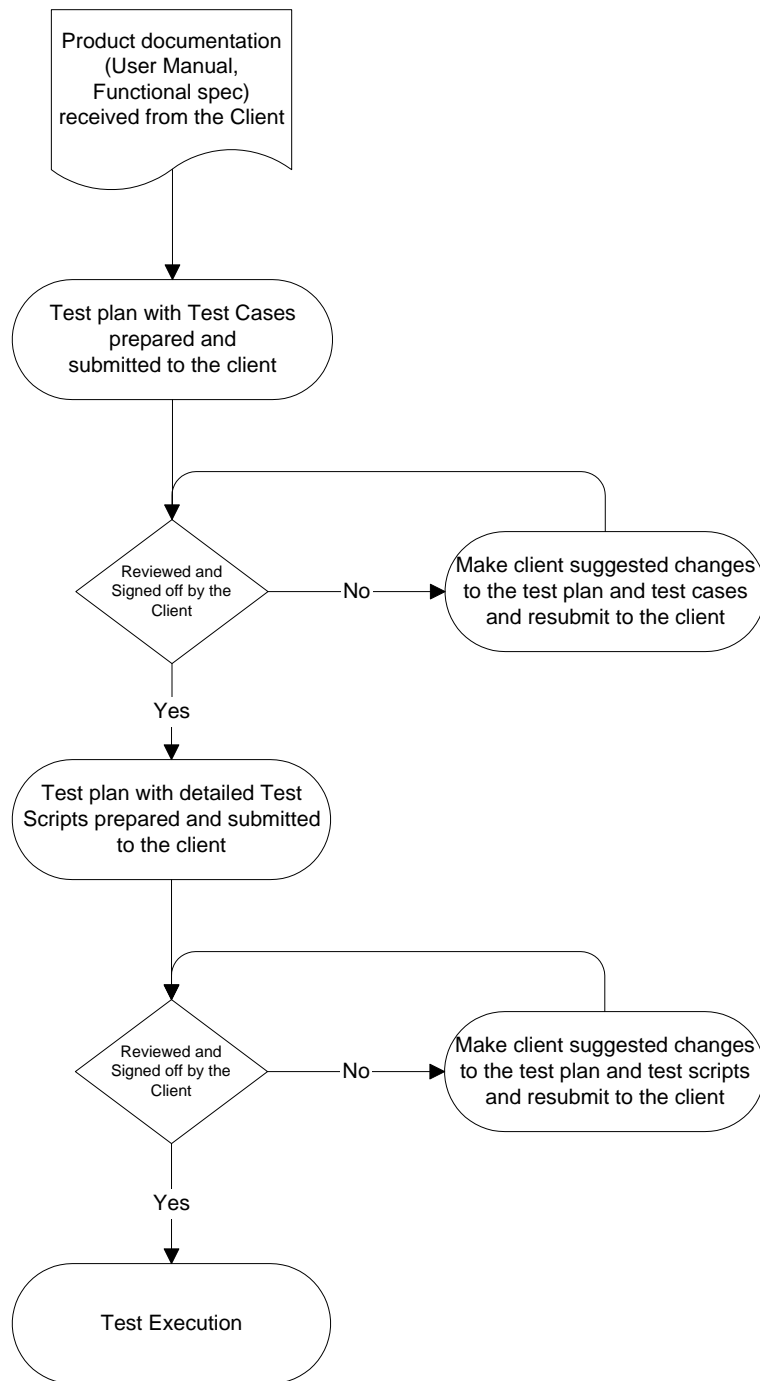 Product documentation
(User Manual,
Functional spec)
received from the Client
Test plan with Test Cases
prepared and
submitted to the client
Reviewed and
Signed off by the
Client
No
Make client suggested changes
to the test plan and test cases
and resubmit to the client
Yes
Test plan with detailed Test
Scripts prepared and submitted
to the client
Reviewed and
Signed off by the
Client
No
Make client suggested changes
to the test plan and test scripts
and resubmit to the client
Yes
Test Execution